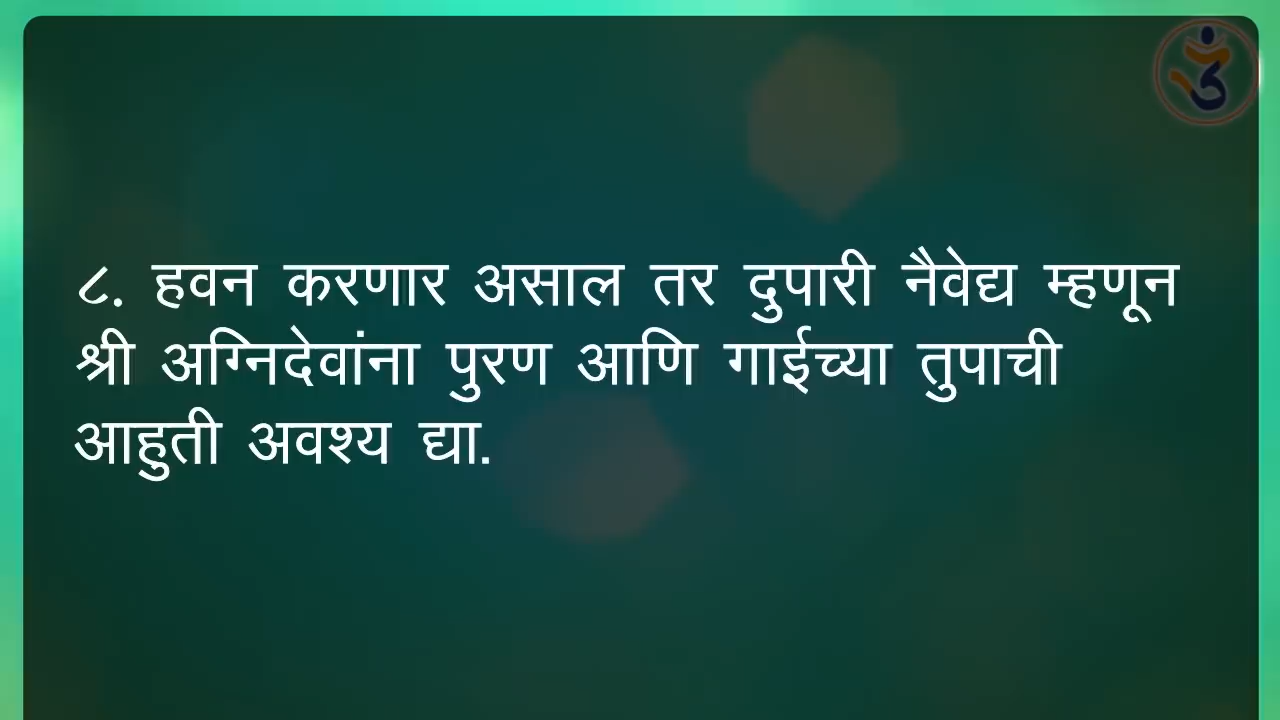 ८. हवन करणार असाल तर दुपारी नैवेद्य म्हणून
श्री अग्निदेवांना पुरण आणि गाईच्या तुपाची
आहुती अवश्य द्या.